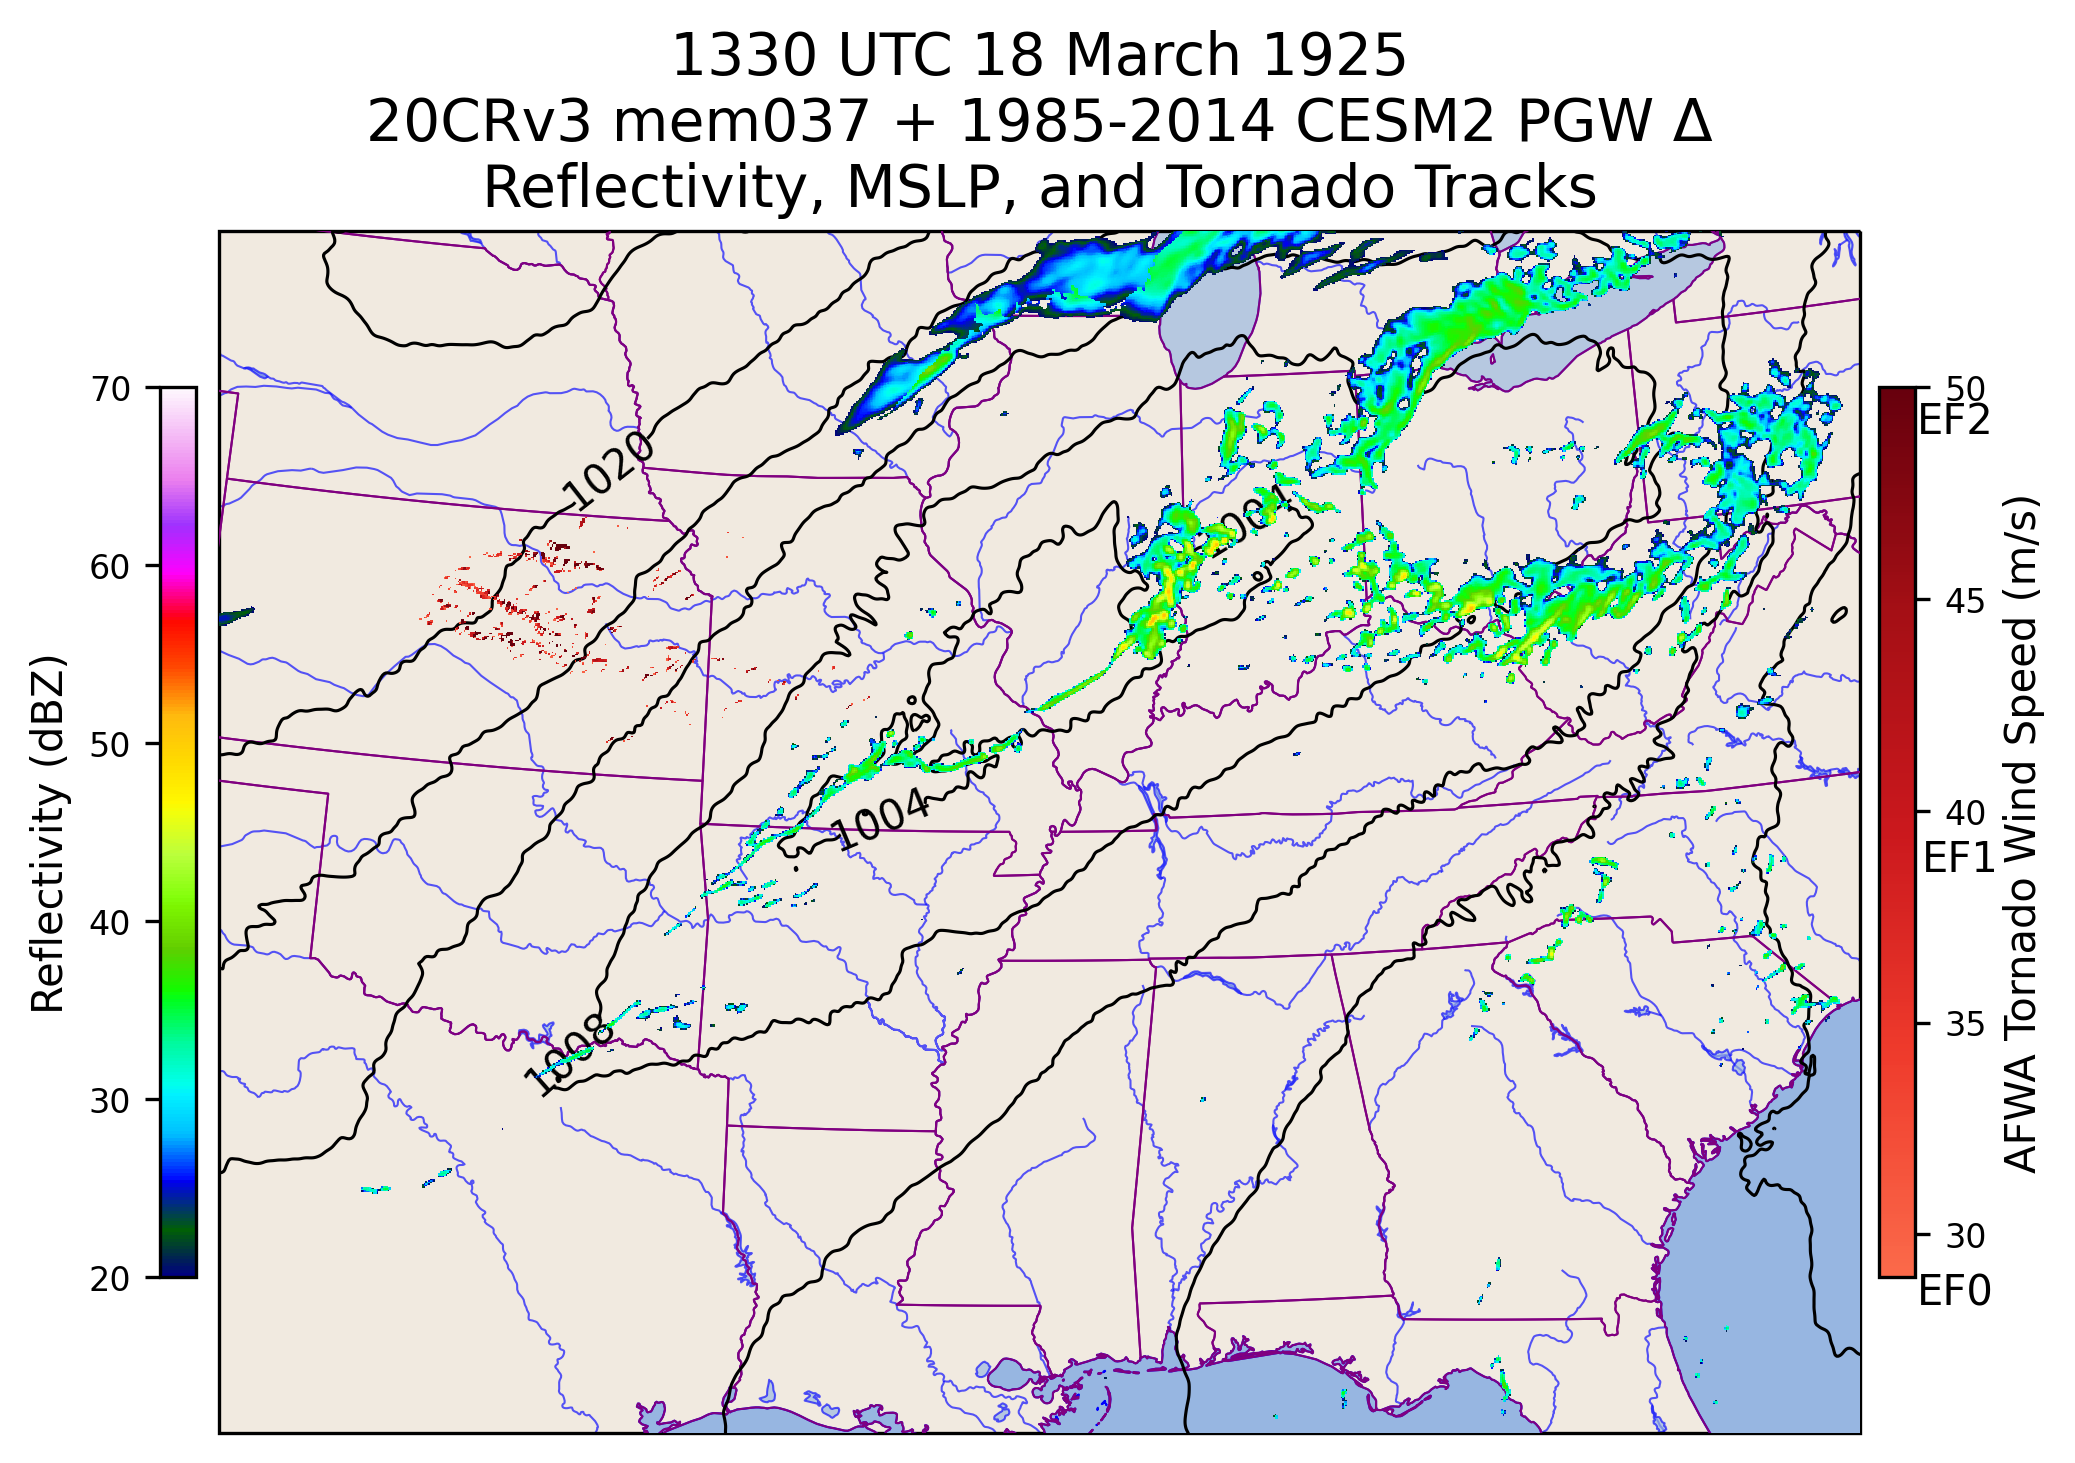 1330 UTC 18 March 1925
20CRv3 mem037 + 1985-2014 CESM2 PGW Δ
Reflectivity, MSLP, and Tornado Tracks
70
60
50
40
30
20
Reflectivity (dBZ)
1020
1004
1004
1008
50
EF2
45
40
EF1
35
30
EF0
AFWA Tornado Wind Speed (m/s)